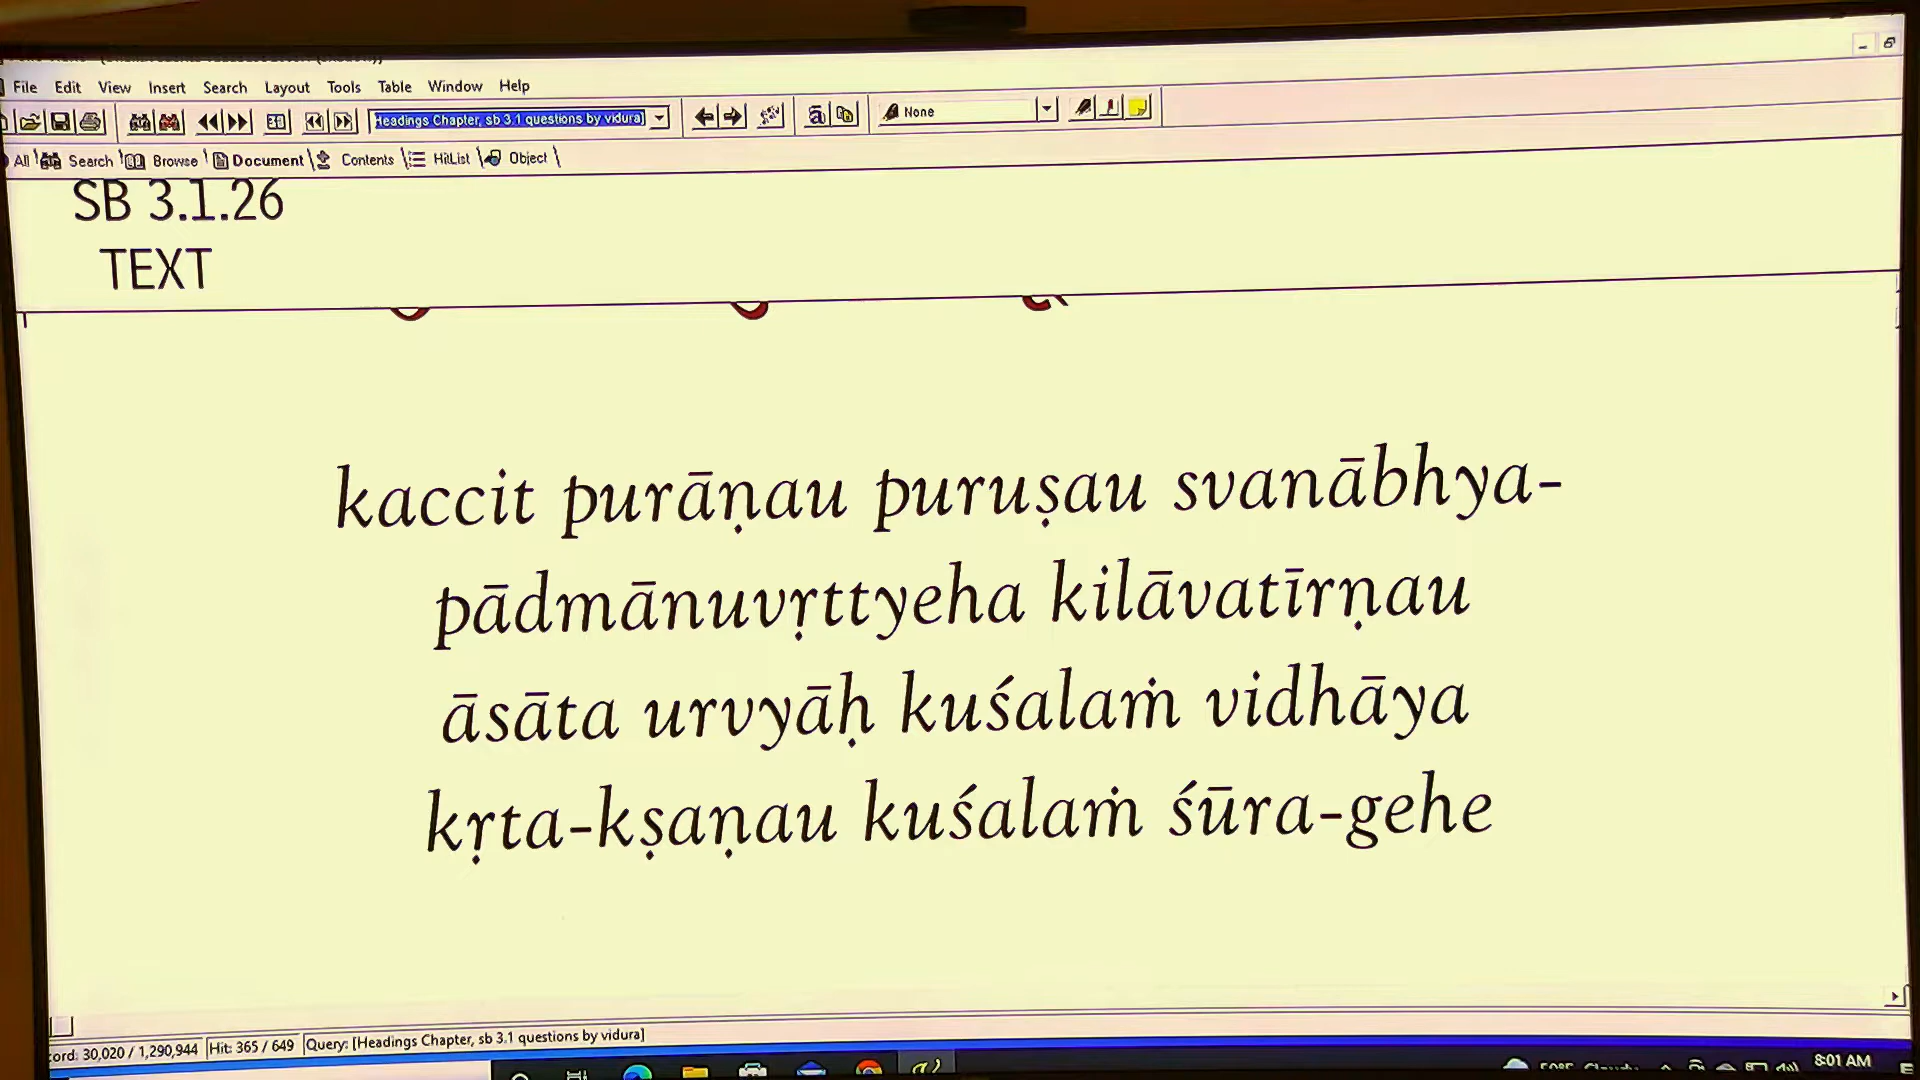 File Edit View Insert Search Layout Tools Table Window Help
Headings Chapter, sb 3.1 questions by vidura] None
All Search Browse Document Contents HitList Object
SB 3.1.26
TEXT
kaccit purāṇau puruṣau svanābhya-
pādmānuvṛttyeha kilāvatīrṇau
āsāta urvyāḥ kuśalaṁ vidhāya
kṛta-kṣaṇau kuśalaṁ śūra-gehe
ord: 30,020 / 1,290,944 Hit: 365 / 649 Query: [Headings Chapter, sb 3.1 questions by vidura]
8:01 AM